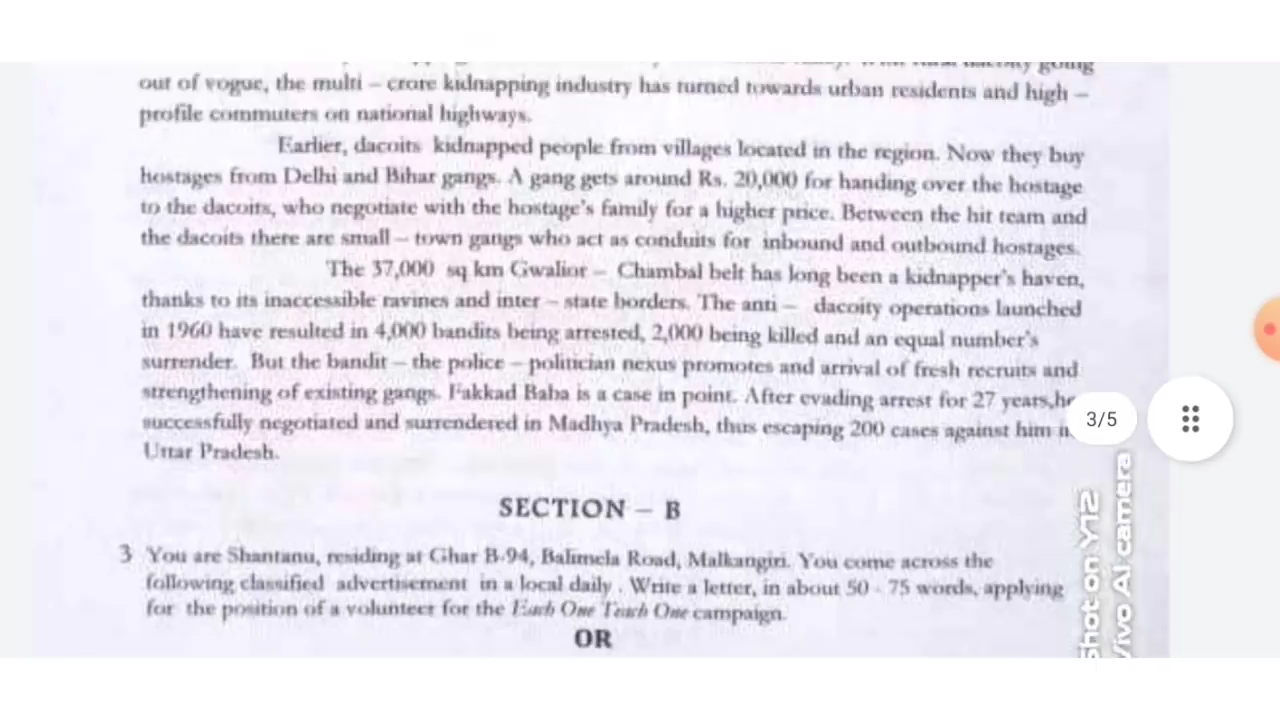 going
out of vogue, the multi – crore kidnapping industry has turned towards urban residents and high –
profile commuters on national highways.
Earlier, dacoits kidnapped people from villages located in the region. Now they buy
hostages from Delhi and Bihar gangs. A gang gets around Rs. 20,000 for handing over the hostage
to the dacoits, who negotiate with the hostage's family for a higher price. Between the hit team and
the dacoits there are small – town gangs who act as conduits for inbound and outbound hostages.
The 37,000 sq km Gwalior – Chambal belt has long been a kidnapper's haven,
thanks to its inaccessible ravines and inter – state borders. The anti – dacoity operations launched
in 1960 have resulted in 4,000 bandits being arrested, 2,000 being killed and an equal number's
surrender. But the bandit – the police – politician nexus promotes and arrival of fresh recruits and
strengthening of existing gangs. Fakkad Baba is a case in point. After evading arrest for 27 years,he
successfully negotiated and surrendered in Madhya Pradesh, thus escaping 200 cases against him
Uttar Pradesh.
3/5
SECTION – B
3 You are Shantanu, residing at Ghar B-94, Balimela Road, Malkangiri. You come across the
following classified advertisement in a local daily . Write a letter, in about 50 - 75 words, applying
for the position of a volunteer for the Each One Teach One campaign.
OR
Shot on Y12
Vivo AI camera